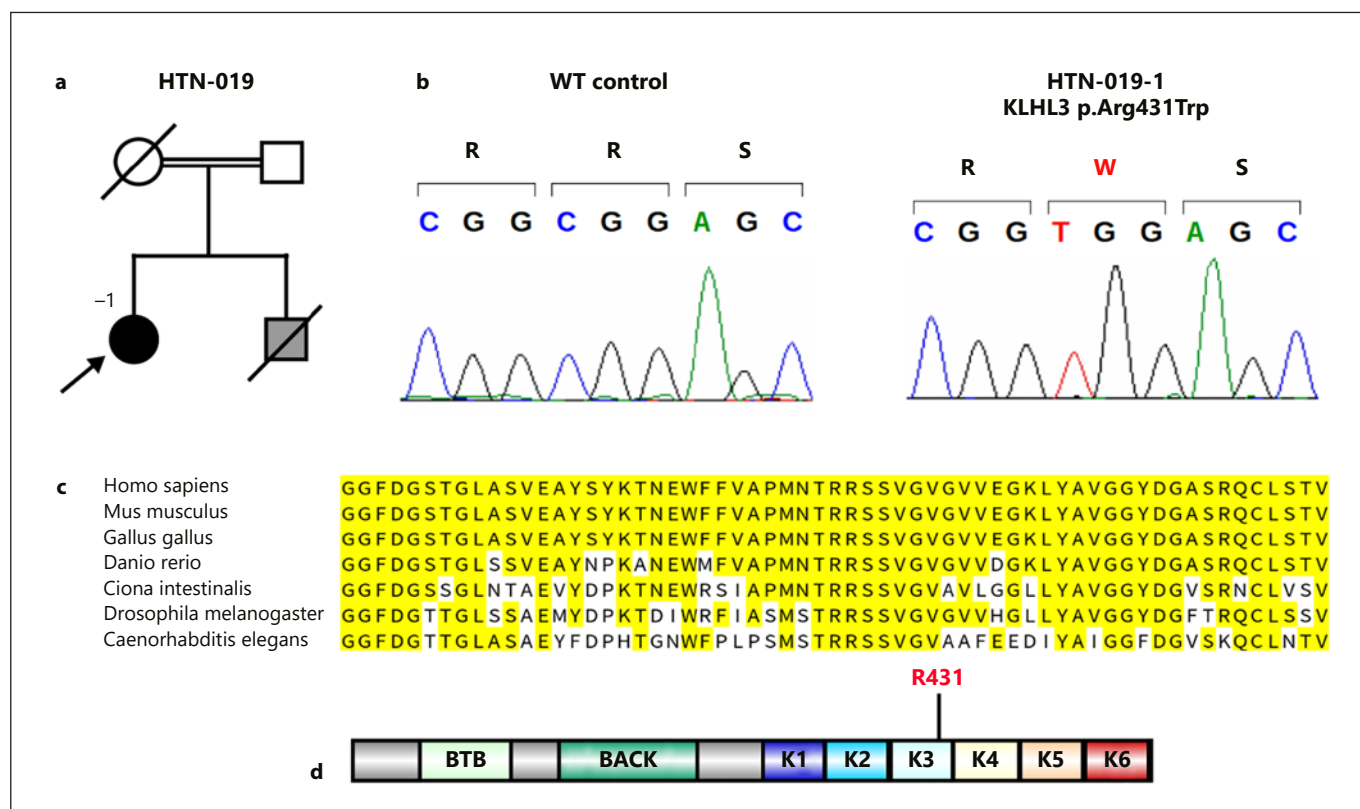 a HTN-019
–1
b WT control
R R S
C G G C G G A G C
HTN-019-1
KLHL3 p.Arg431Trp
R W S
C G G T G G A G C
c Homo sapiens GGFDGSTGLASVEAYSYKTNEWFFVAPMNTRRSSVGVGVVEGKLYAVGGYDGASRQCLSTV
Mus musculus GGFDGSTGLASVEAYSYKTNEWFFVAPMNTRRSSVGVGVVEGKLYAVGGYDGASRQCLSTV
Gallus gallus GGFDGSTGLASVEAYSYKTNEWFFVAPMNTRRSSVGVGVVEGKLYAVGGYDGASRQCLSTV
Danio rerio GGFDGSTGLSSVEAYNPKANEWMFVAPMNTRRSSVGVGVVDGKLYAVGGYDGASRQCLSTV
Ciona intestinalis GGFDGSSGLNTAEVYDPKTNEWRSIAPMNTRRSSVGVAVLGGLLYAVGGYDGVSRNCLVSV
Drosophila melanogaster GGFDGTTGLSSAEMYDPKTDIWRFIASMSTRRSSVGVGVVHGLLYAVGGYDGFTRQCLSSV
Caenorhabditis elegans GGFDGTTGLASAEYFDPHTGNWFPLPSMSTRRSSVGVAAFEEDIYAIGGFDGVSKQCLNTV
R431
d BTB BACK K1 K2 K3 K4 K5 K6